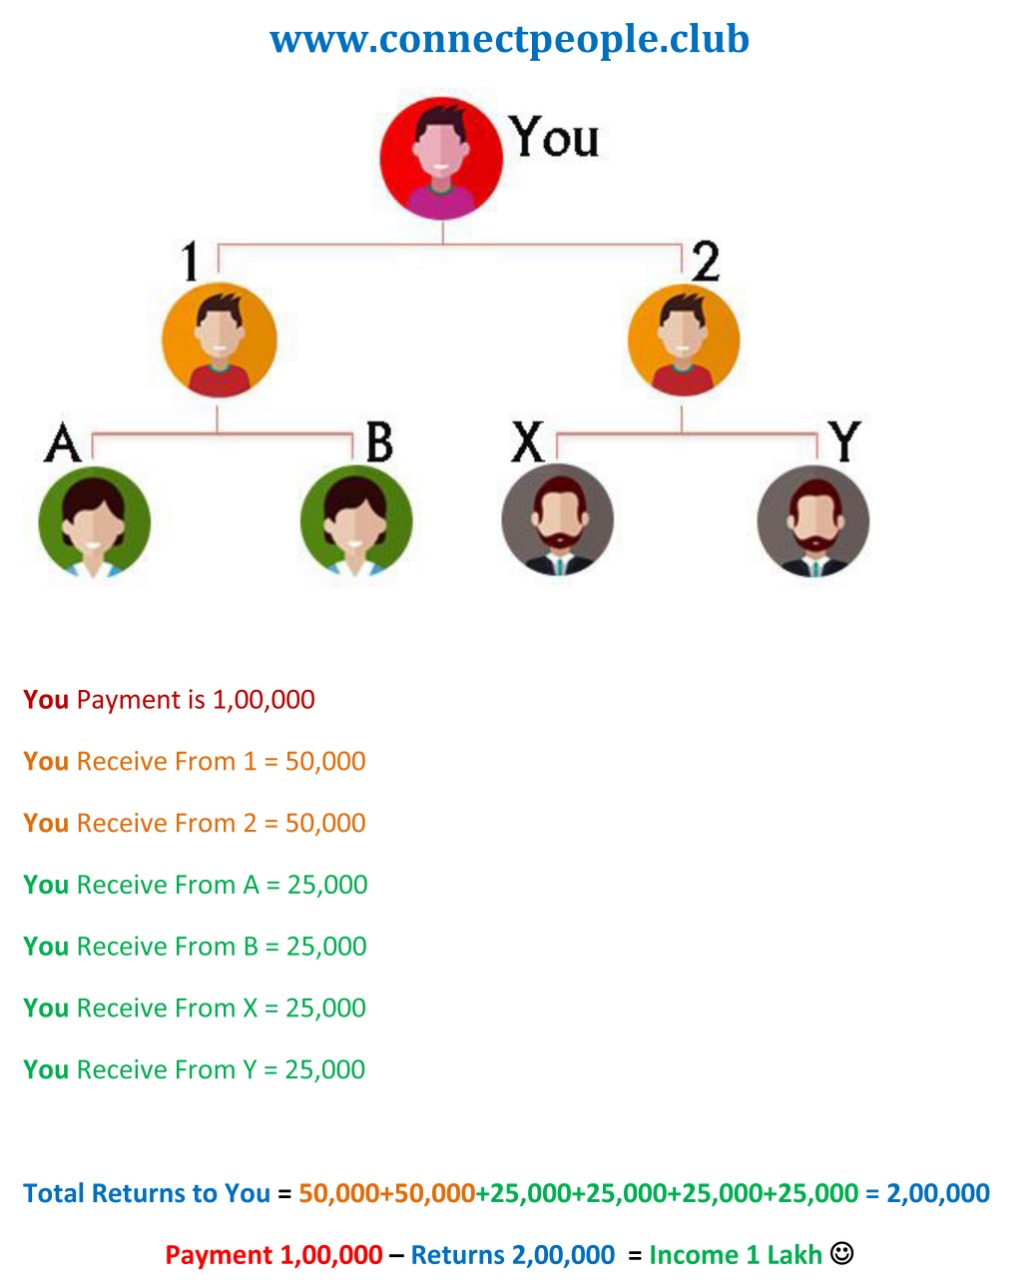 www.connectpeople.club
You
1
2
A
B
X
Y
You Payment is 1,00,000
You Receive From 1 = 50,000
You Receive From 2 = 50,000
You Receive From A = 25,000
You Receive From B = 25,000
You Receive From X = 25,000
You Receive From Y = 25,000
Total Returns to You = 50,000+50,000+25,000+25,000+25,000+25,000 = 2,00,000
Payment 1,00,000 – Returns 2,00,000 = Income 1 Lakh ☺